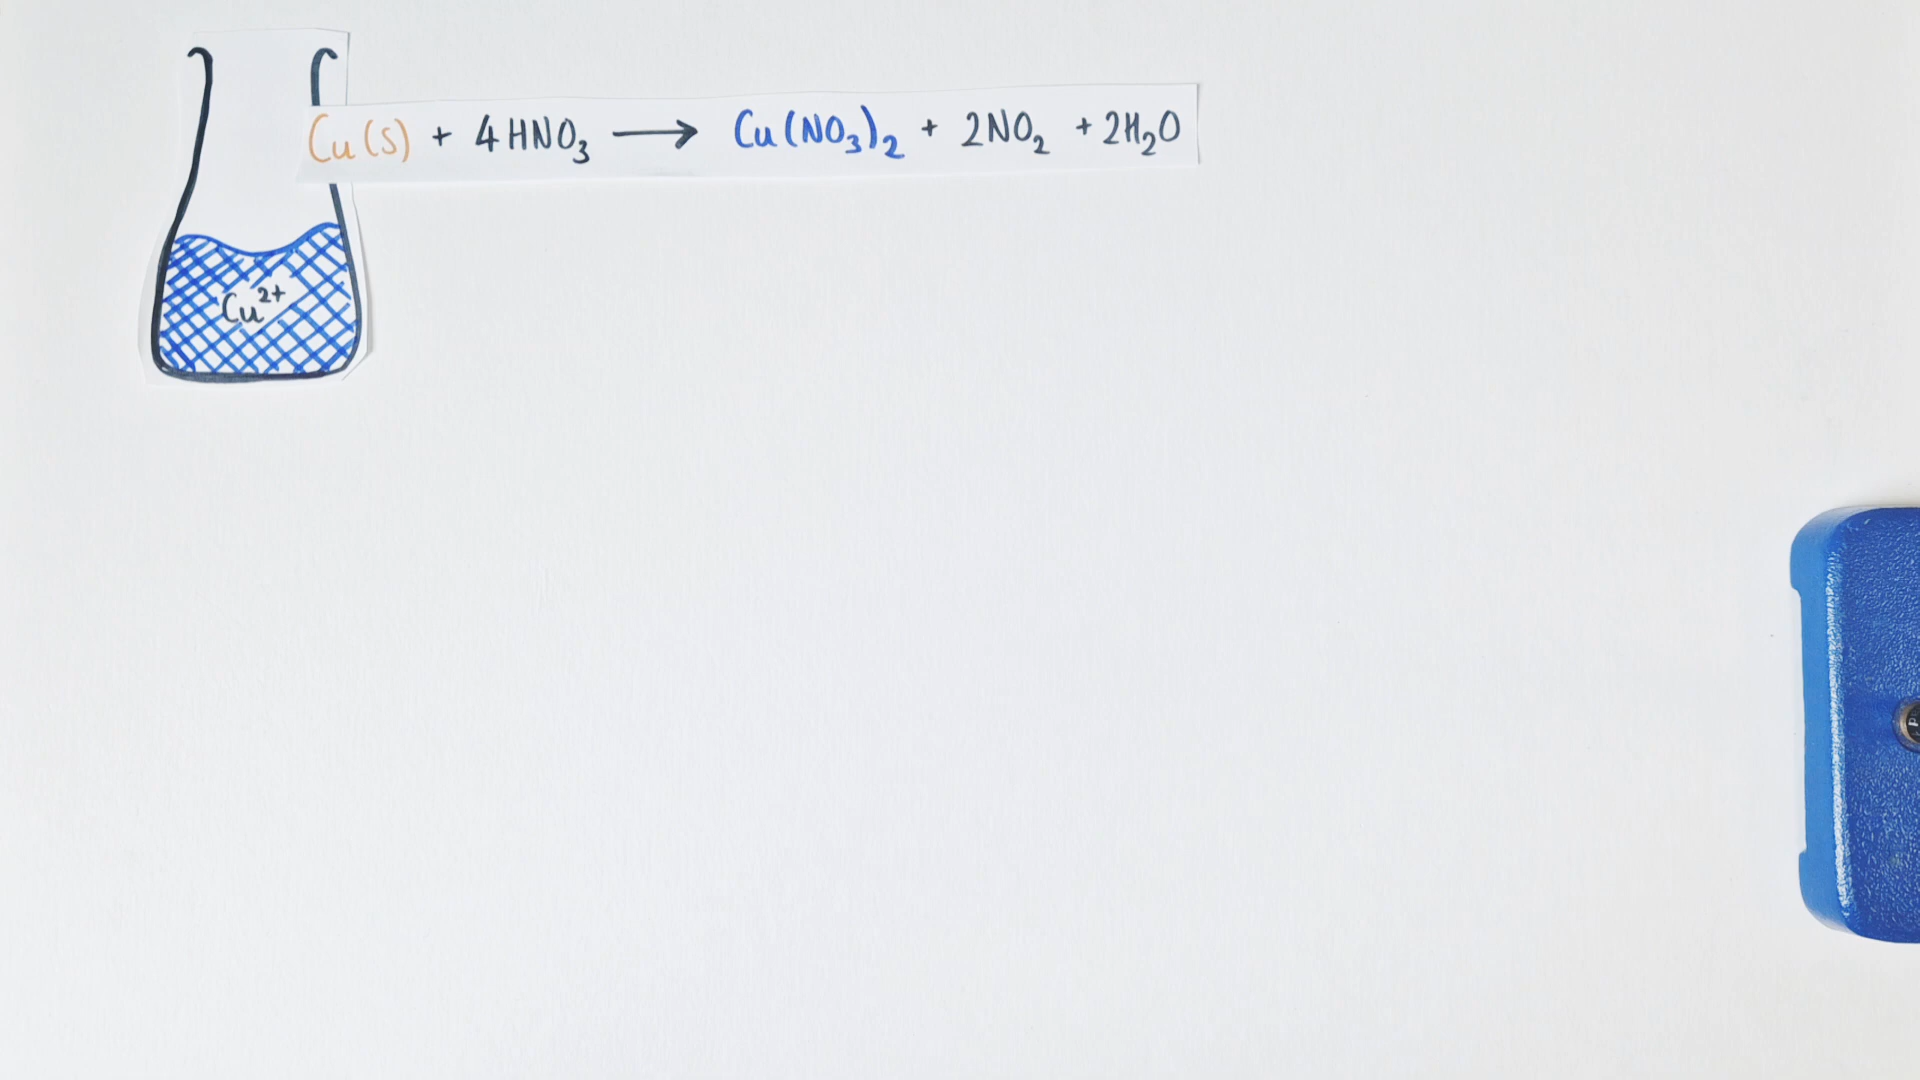 Cu(s) + 4HNO₃ ⟶ Cu(NO₃)₂ + 2NO₂ + 2H₂O
Cu²⁺